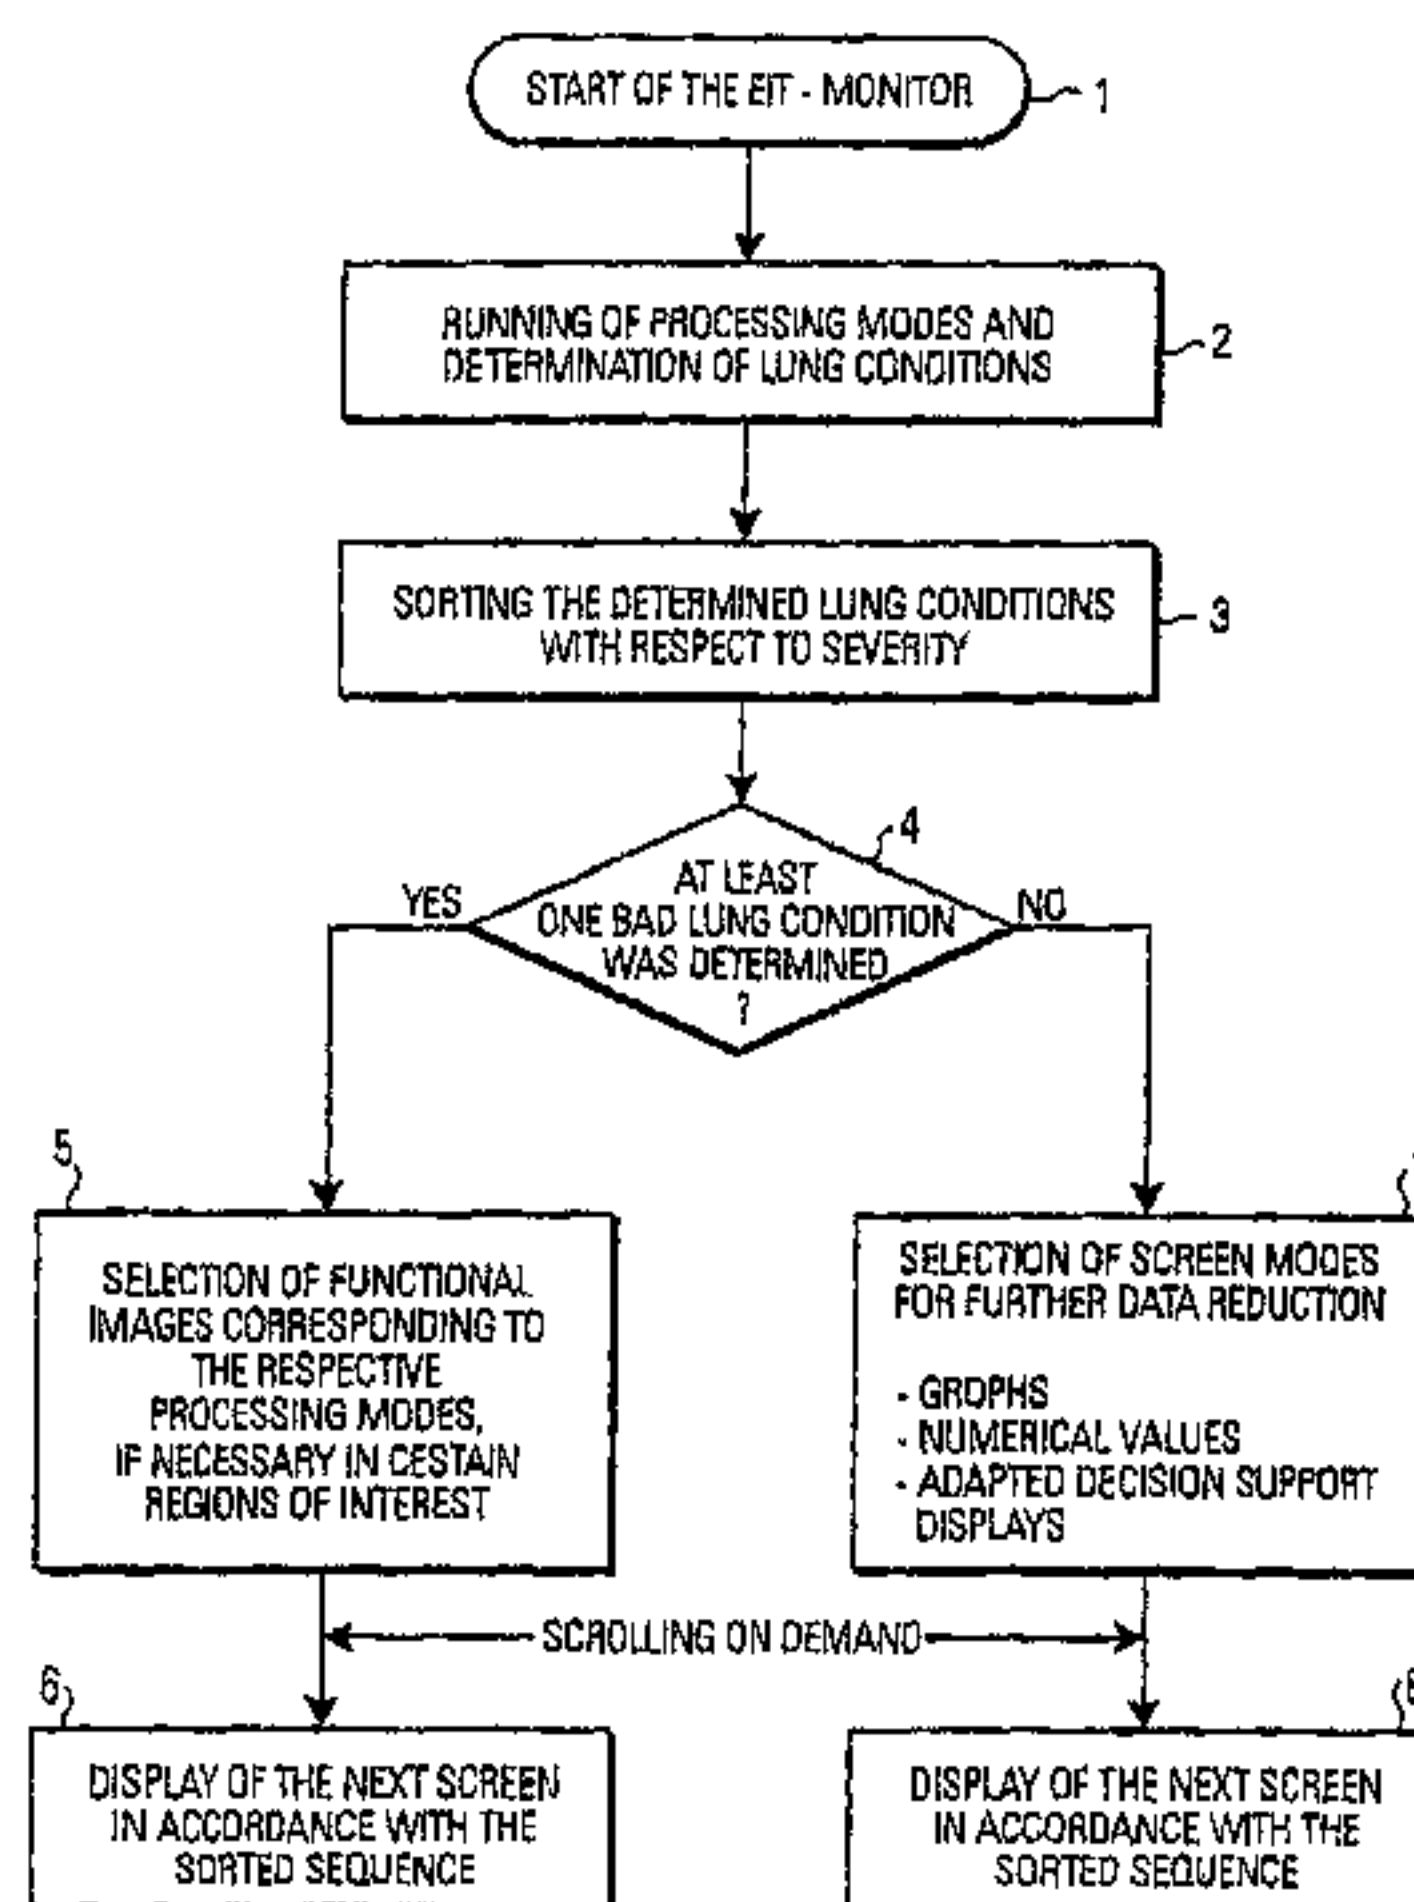 START OF THE EIT - MONITOR
1
RUNNING OF PROCESSING MODES AND
DETERMINATION OF LUNG CONDITIONS
2
SORTING THE DETERMINED LUNG CONDITIONS
WITH RESPECT TO SEVERITY
3
4
AT LEAST
ONE BAD LUNG CONDITION
WAS DETERMINED
?
YES
NO
5
SELECTION OF FUNCTIONAL
IMAGES CORRESPONDING TO
THE RESPECTIVE
PROCESSING MODES,
IF NECESSARY IN CESTAIN
REGIONS OF INTEREST
SELECTION OF SCREEN MODES
FOR FURTHER DATA REDUCTION
- GROPHS
- NUMERICAL VALUES
- ADAPTED DECISION SUPPORT
DISPLAYS
SCROLLING ON DEMAND
6
DISPLAY OF THE NEXT SCREEN
IN ACCORDANCE WITH THE
SORTED SEQUENCE
DISPLAY OF THE NEXT SCREEN
IN ACCORDANCE WITH THE
SORTED SEQUENCE